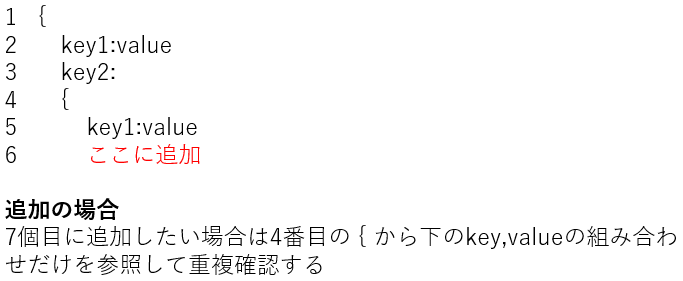 1 {
2 key1:value
3 key2:
4 {
5 key1:value
6 ここに追加
追加の場合
7個目に追加したい場合は4番目の { から下のkey,valueの組み合わ
せだけを参照して重複確認する